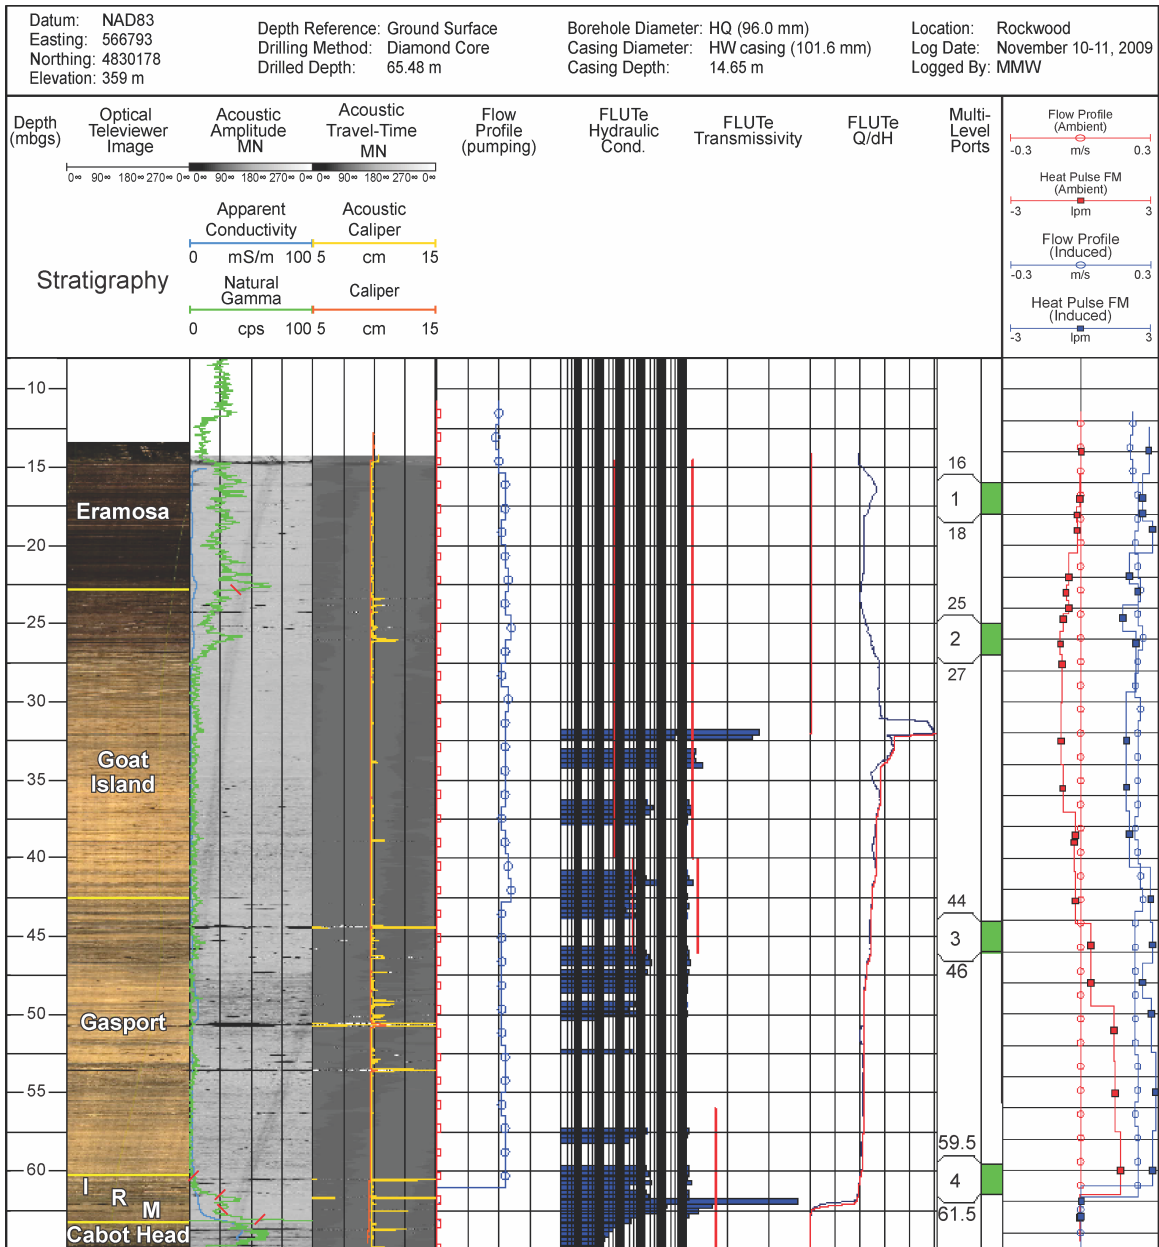 Datum: NAD83
Easting: 566793
Northing: 4830178
Elevation: 359 m
Depth Reference: Ground Surface
Drilling Method: Diamond Core
Drilled Depth: 65.48 m
Borehole Diameter: HQ (96.0 mm)
Casing Diameter: HW casing (101.6 mm)
Casing Depth: 14.65 m
Location: Rockwood
Log Date: November 10-11, 2009
Logged By: MMW
Depth
(mbgs)
Optical
Televiewer
Image
0∞ 90∞ 180∞ 270∞ 0∞
Acoustic
Amplitude
MN
0∞ 90∞ 180∞ 270∞ 0∞
Acoustic
Travel-Time
MN
0∞ 90∞ 180∞ 270∞ 0∞
Flow
Profile
(pumping)
FLUTe
Hydraulic
Cond.
FLUTe
Transmissivity
FLUTe
Q/dH
Multi-
Level
Ports
Flow Profile
(Ambient)
-0.3 m/s 0.3
Heat Pulse FM
(Ambient)
-3 lpm 3
Flow Profile
(Induced)
-0.3 m/s 0.3
Heat Pulse FM
(Induced)
-3 lpm 3
Apparent
Conductivity
0 mS/m 100
Acoustic
Caliper
5 cm 15
Stratigraphy
Natural
Gamma
0 cps 100
Caliper
5 cm 15
-10
-15
-20
-25
-30
-35
-40
-45
-50
-55
-60
Eramosa
Goat
Island
Gasport
I
R
M
Cabot Head
16
1
18
25
2
27
44
3
46
59.5
4
61.5